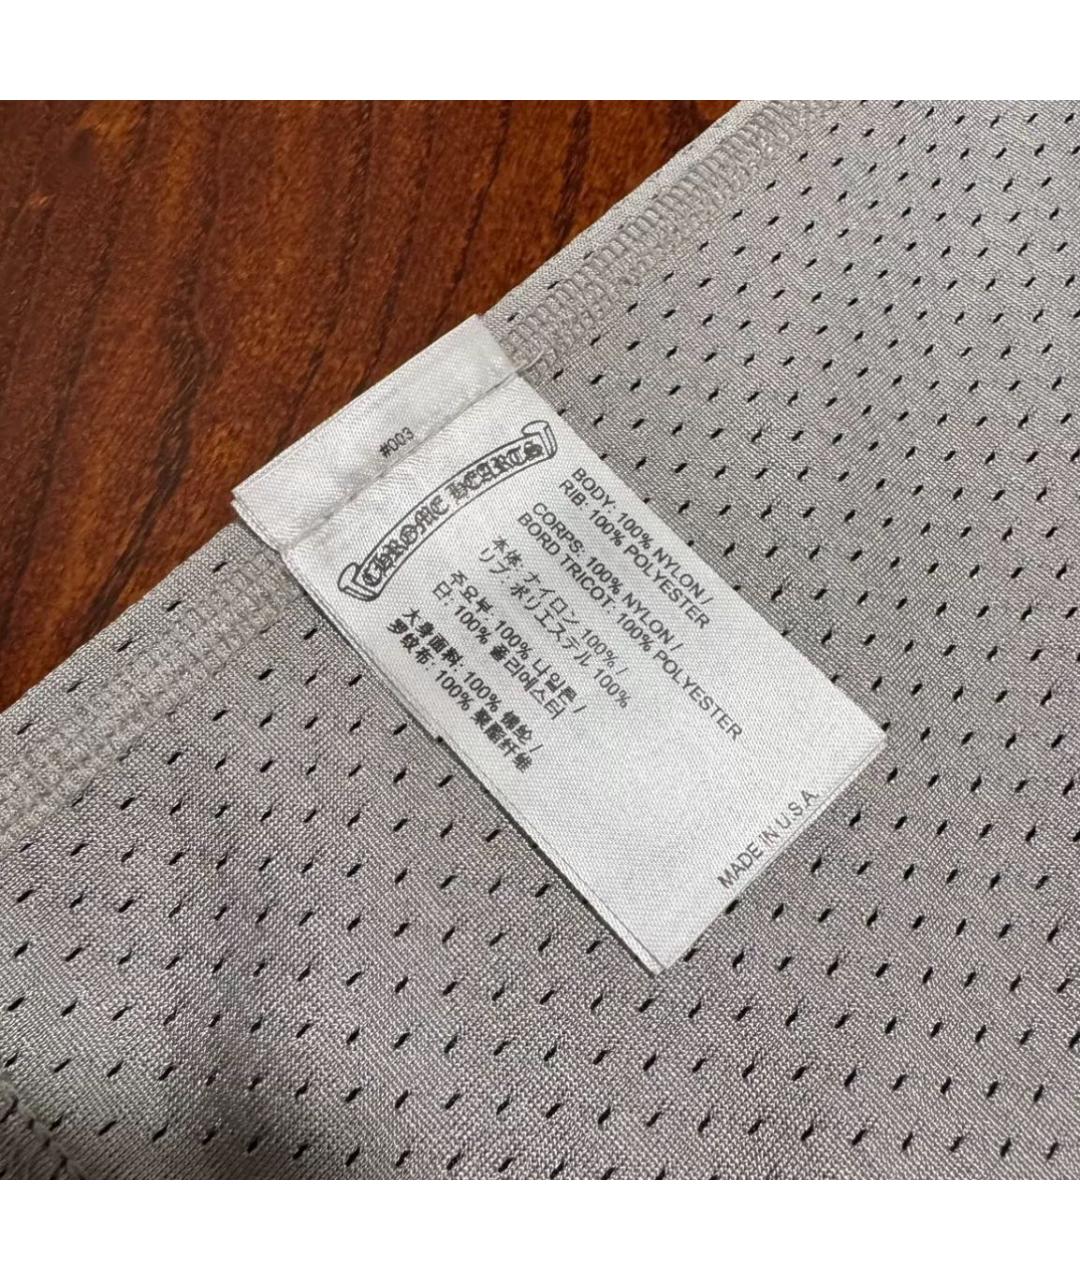 #003
CHROME HEARTS
BODY: 100% NYLON /
RIB: 100% POLYESTER
CORPS: 100% NYLON /
BORD TRICOT: 100% POLYESTER
本体: ナイロン 100% /
リブ: ポリエステル 100%
주요부: 100% 나일론 /
단: 100% 폴리에스터
大身面料: 100% 锦纶 /
罗纹布: 100% 聚酯纤维
MADE IN U.S.A.